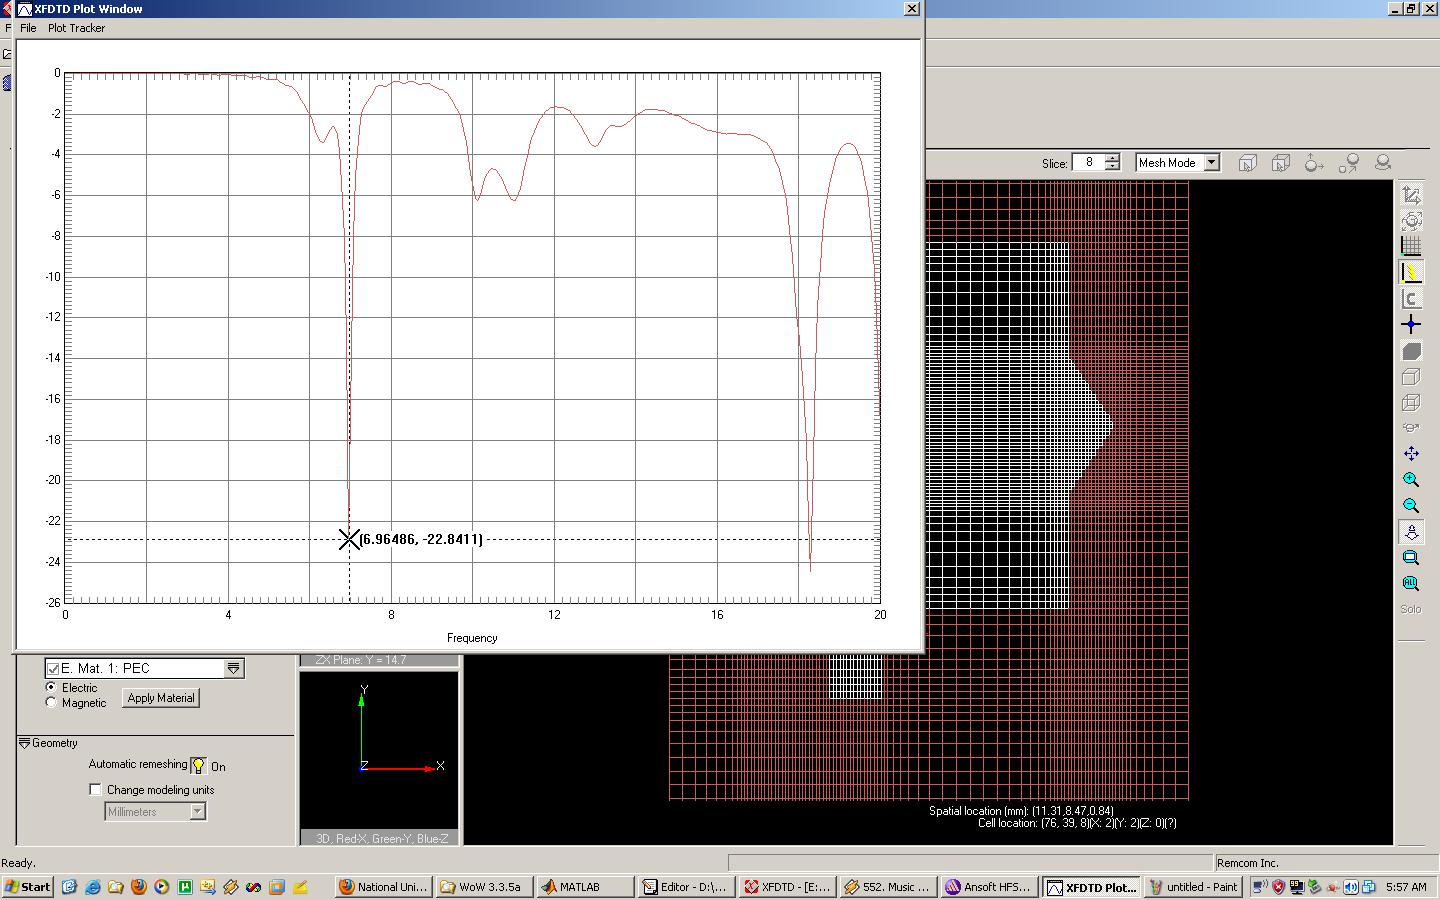 XFDTD Plot Window
File Plot Tracker
0
-2
-4
-6
-8
-10
-12
-14
-16
-18
-20
-22
-24
-26
(6.96486, -22.8411)
0 4 8 12 16 20
Frequency
Slice: 8 Mesh Mode
Solo
E. Mat. 1: PEC
Electric
Magnetic
Apply Material
Geometry
Automatic remeshing On
Change modeling units
Millimeters
ZX Plane: Y = 14.7
Y
Z X
3D, Red-X, Green-Y, Blue-Z
Spatial location (mm): (11.31,8.47,0.84)
Cell location: (76, 39, 8)(X: 2)(Y: 2)(Z: 0)(?)
Ready.
Remcom Inc.
Start National Uni... WoW 3.3.5a MATLAB Editor - D:\... XFDTD - [E:... 552. Music ... Ansoft HFS... XFDTD Plot... untitled - Paint 5:57 AM